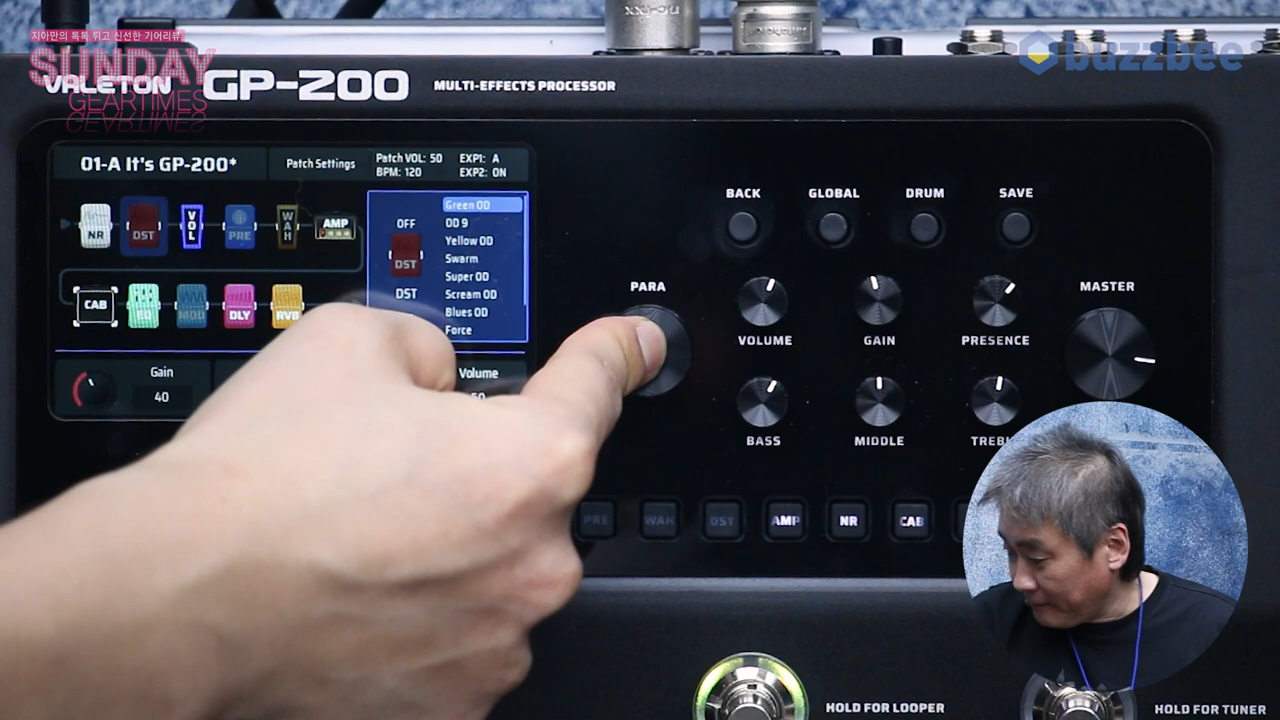 지아만의 톡톡 튀고 신선한 기어리뷰,
SUNDAY
GEARTIMES
buzzbee
VALETON GP-200 MULTI-EFFECTS PROCESSOR
01-A It's GP-200*
Patch Settings
Patch VOL: 50 EXP1: A
BPM: 120 EXP2: ON
NR DST VOL PRE WAH AMP
CAB EQ MOD DLY RVB
OFF
DST
DST
Green OD
OD 9
Yellow OD
Swarm
Super OD
Scream OD
Blues OD
Force
Gain
40
Volume
BACK GLOBAL DRUM SAVE
PARA
MASTER
VOLUME GAIN PRESENCE
BASS MIDDLE
PRE WAH DST AMP NR CAB
HOLD FOR LOOPER
HOLD FOR TUNER